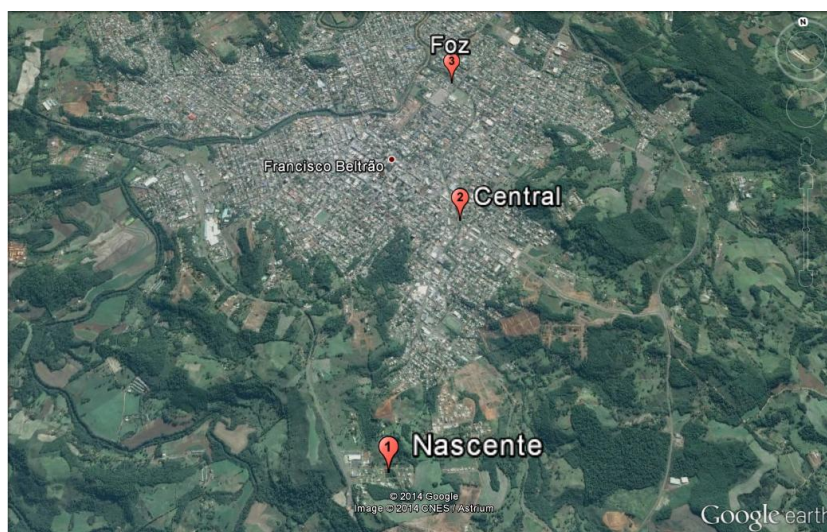 N
Foz
3
Francisco Beltrão
2
Central
1
Nascente
© 2014 Google
Image © 2014 CNES / Astrium
Google earth